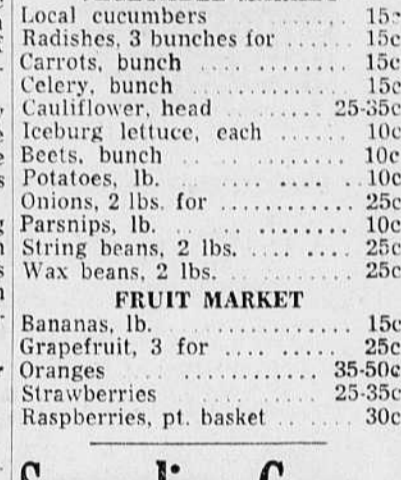 Local cucumbers 15c
Radishes, 3 bunches for ...... 15c
Carrots, bunch .. ... ......... 15c
Celery, bunch ..... ......... 15c
Cauliflower, head ......... 25-35c
Iceburg lettuce, each ...... 10c
Beets, bunch .. .. .......... 10c
Potatoes, lb. .. ..... .... ..10c
Onions, 2 lbs. for ............ 25c
Parsnips, lb. .. ..... ........ 10c
String beans, 2 lbs. .... .... 25c
Wax beans, 2 lbs. .......... 25c
FRUIT MARKET
Bananas, lb. ................ 15c
Grapefruit, 3 for .... ..... 25c
Oranges ... ............ 35-50c
Strawberries ........... 25-35c
Raspberries, pt. basket ...... 30c